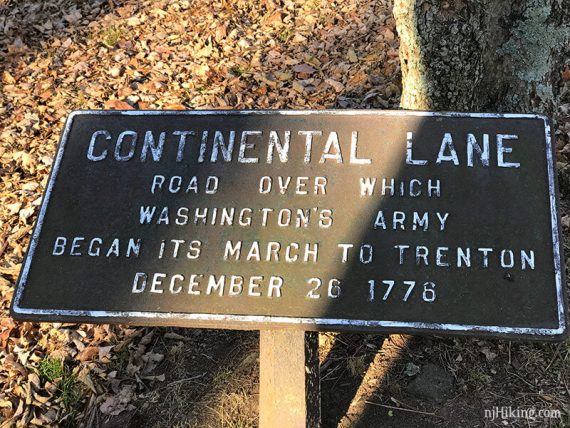 CONTINENTAL LANE
ROAD OVER WHICH
WASHINGTON'S ARMY
BEGAN ITS MARCH TO TRENTON
DECEMBER 26 1776
njHiking.com